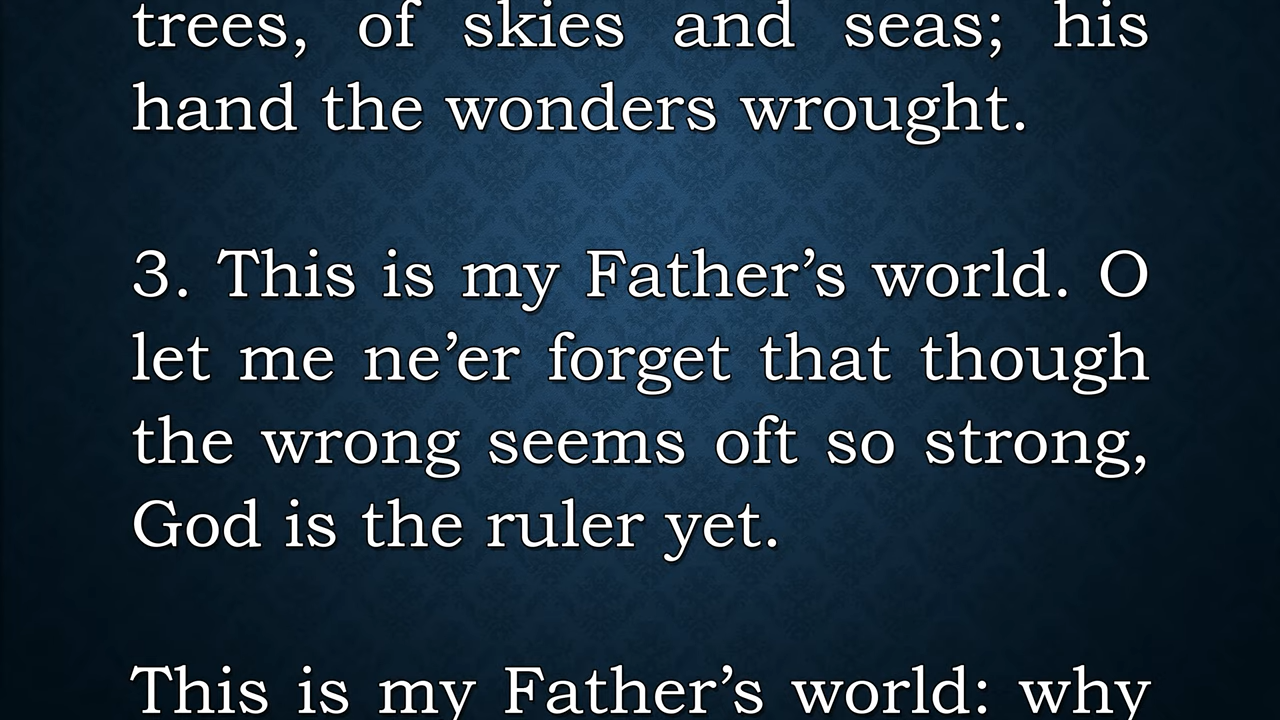 trees, of skies and seas; his
hand the wonders wrought.
3. This is my Father’s world. O
let me ne’er forget that though
the wrong seems oft so strong,
God is the ruler yet.
This is my Father’s world: why